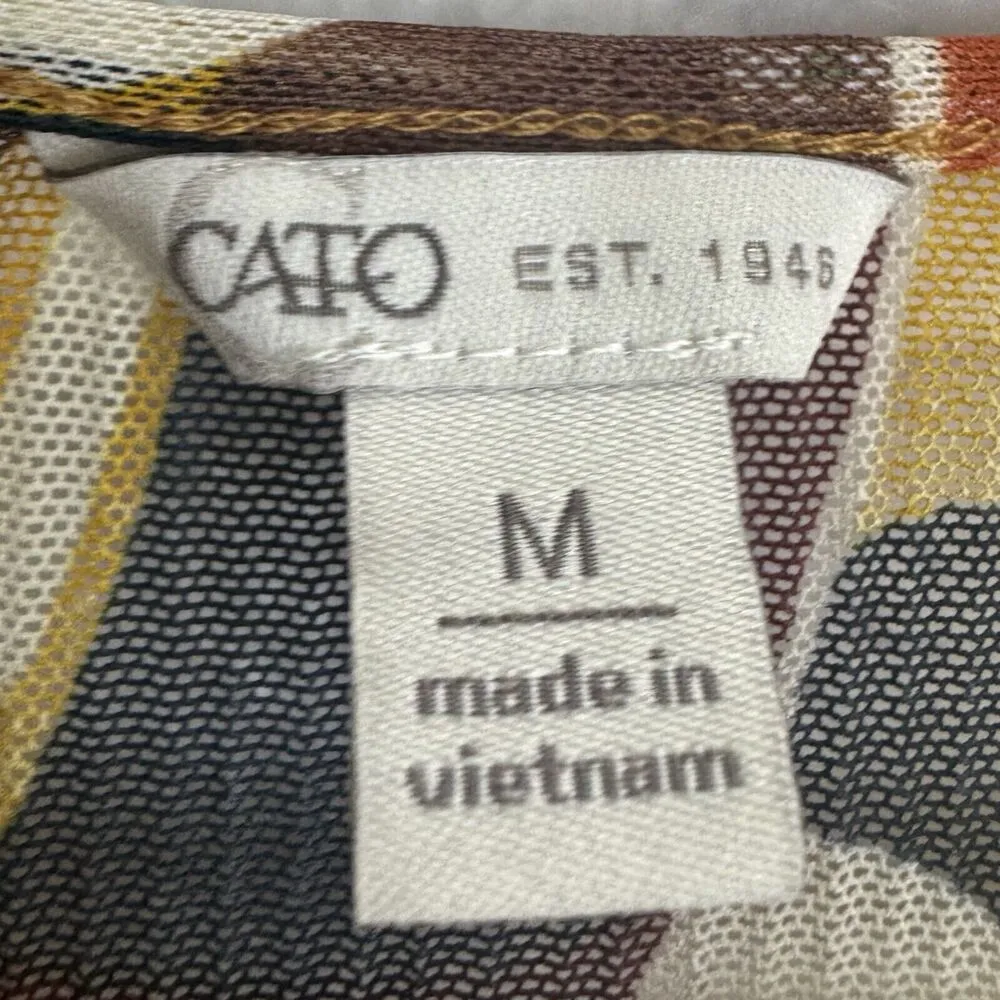 CATO EST. 1946
M
made in
vietnam